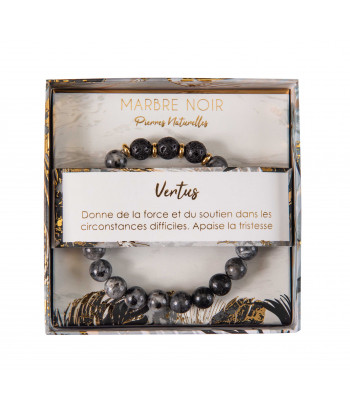 MARBRE NOIR
Pierres Naturelles
Vertus
Donne de la force et du soutien dans les
circonstances difficiles. Apaise la tristesse